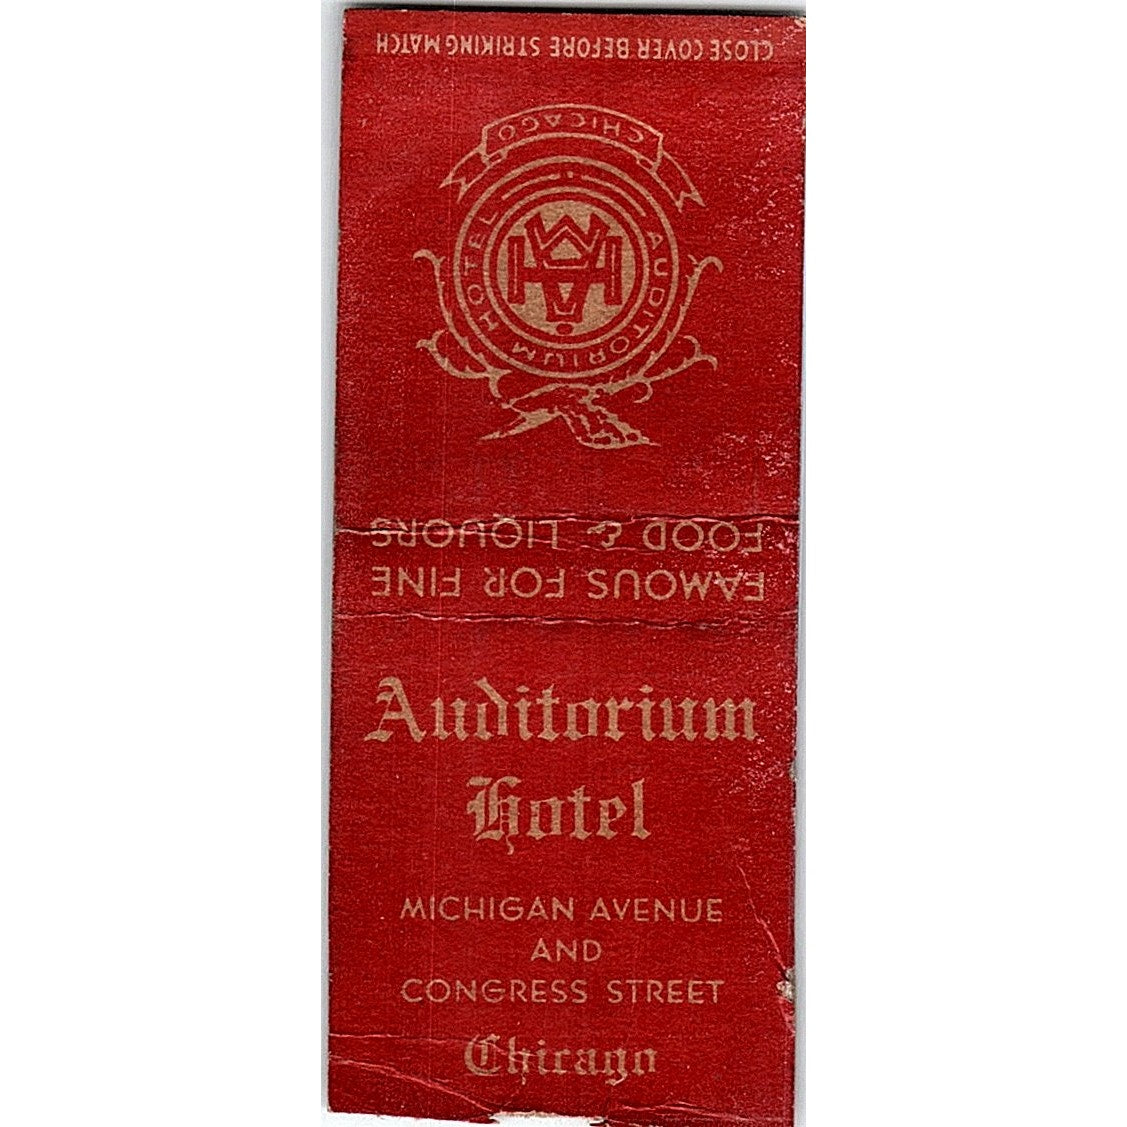 CLOSE COVER BEFORE STRIKING MATCH
CHICAGO
AUDITORIUM HOTEL
FAMOUS FOR FINE
FOOD & LIQUORS
Auditorium
Hotel
MICHIGAN AVENUE
AND
CONGRESS STREET
Chicago